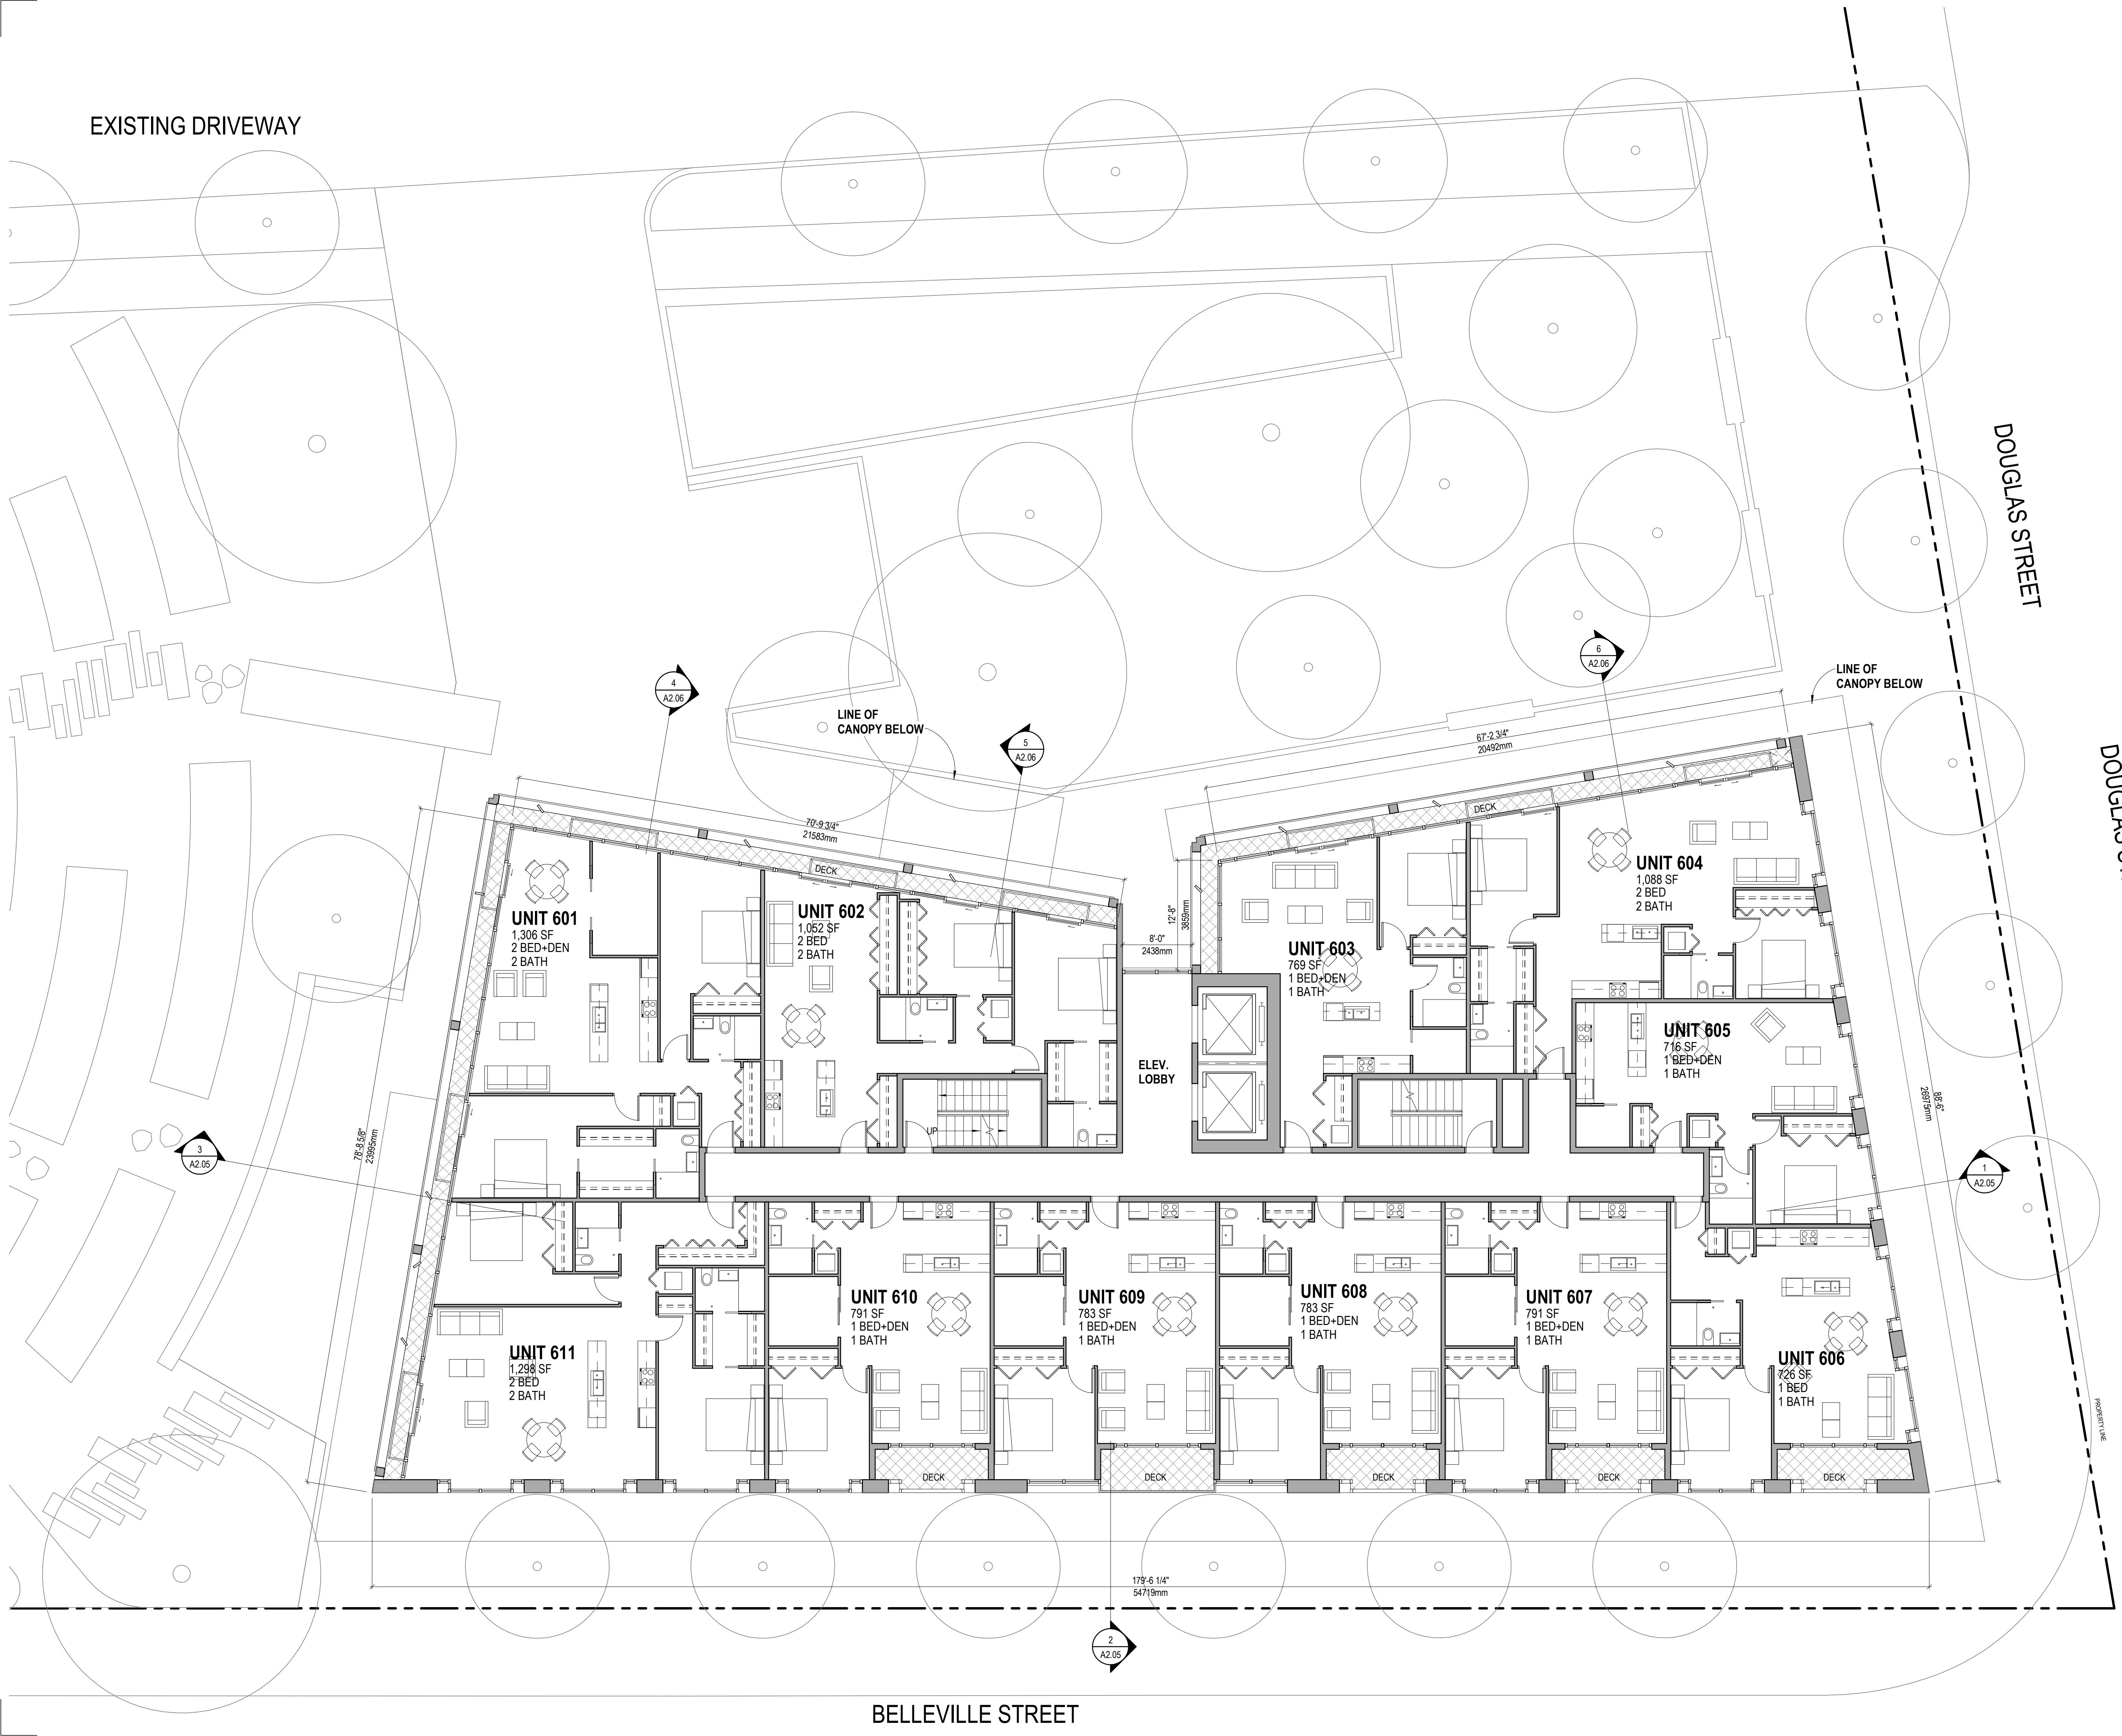 EXISTING DRIVEWAY
DOUGLAS STREET
6
A2.06
LINE OF
CANOPY BELOW
4
A2.06
LINE OF
CANOPY BELOW
5
A2.06
67'-2 3/4"
20492mm
70'-9 3/4"
21583mm
DECK
DECK
UNIT 601
1,306 SF
2 BED+DEN
2 BATH
UNIT 602
1,052 SF
2 BED
2 BATH
12'-8"
3859mm
8'-0"
2438mm
UNIT 603
769 SF
1 BED+DEN
1 BATH
UNIT 604
1,088 SF
2 BED
2 BATH
UNIT 605
716 SF
1 BED+DEN
1 BATH
ELEV.
LOBBY
UP
88'-6"
26975mm
78'-8 5/8"
23995mm
3
A2.05
1
A2.05
UNIT 611
1,298 SF
2 BED
2 BATH
UNIT 610
791 SF
1 BED+DEN
1 BATH
UNIT 609
783 SF
1 BED+DEN
1 BATH
UNIT 608
783 SF
1 BED+DEN
1 BATH
UNIT 607
791 SF
1 BED+DEN
1 BATH
UNIT 606
726 SF
1 BED
1 BATH
PROPERTY LINE
DECK
DECK
DECK
DECK
DECK
179'-6 1/4"
54719mm
2
A2.05
BELLEVILLE STREET